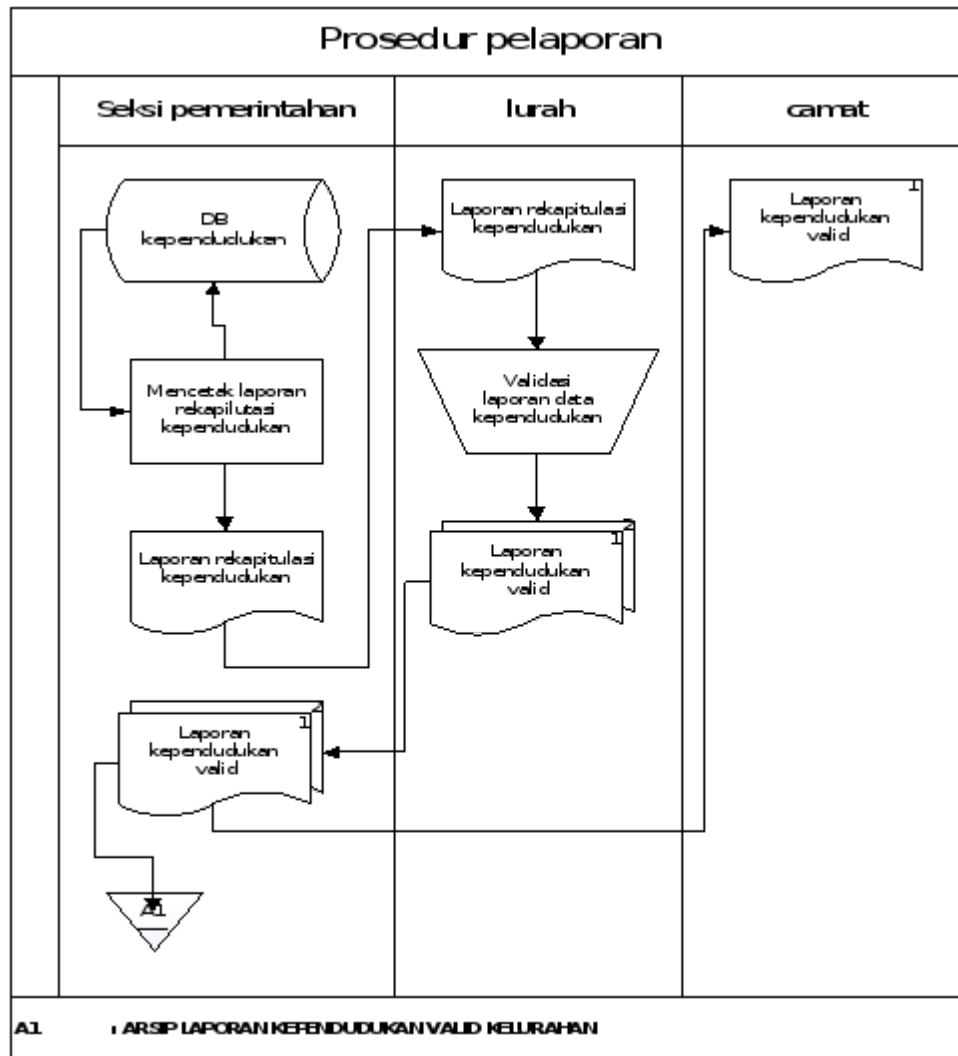 Prosedur pelaporan
Seksi pemerintahan
lurah
camat
DB
kependudukan
Mencetak laporan
rekapilutasi
kependudukan
Laporan rekapitulasi
kependudukan
1
2
Laporan
kependudukan
valid
A1
Laporan rekapitulasi
kependudukan
Validasi
laporan data
kependudukan
1
2
Laporan
kependudukan
valid
1
Laporan
kependudukan
valid
A1 : ARSIP LAPORAN KEPENDUDUKAN VALID KELURAHAN